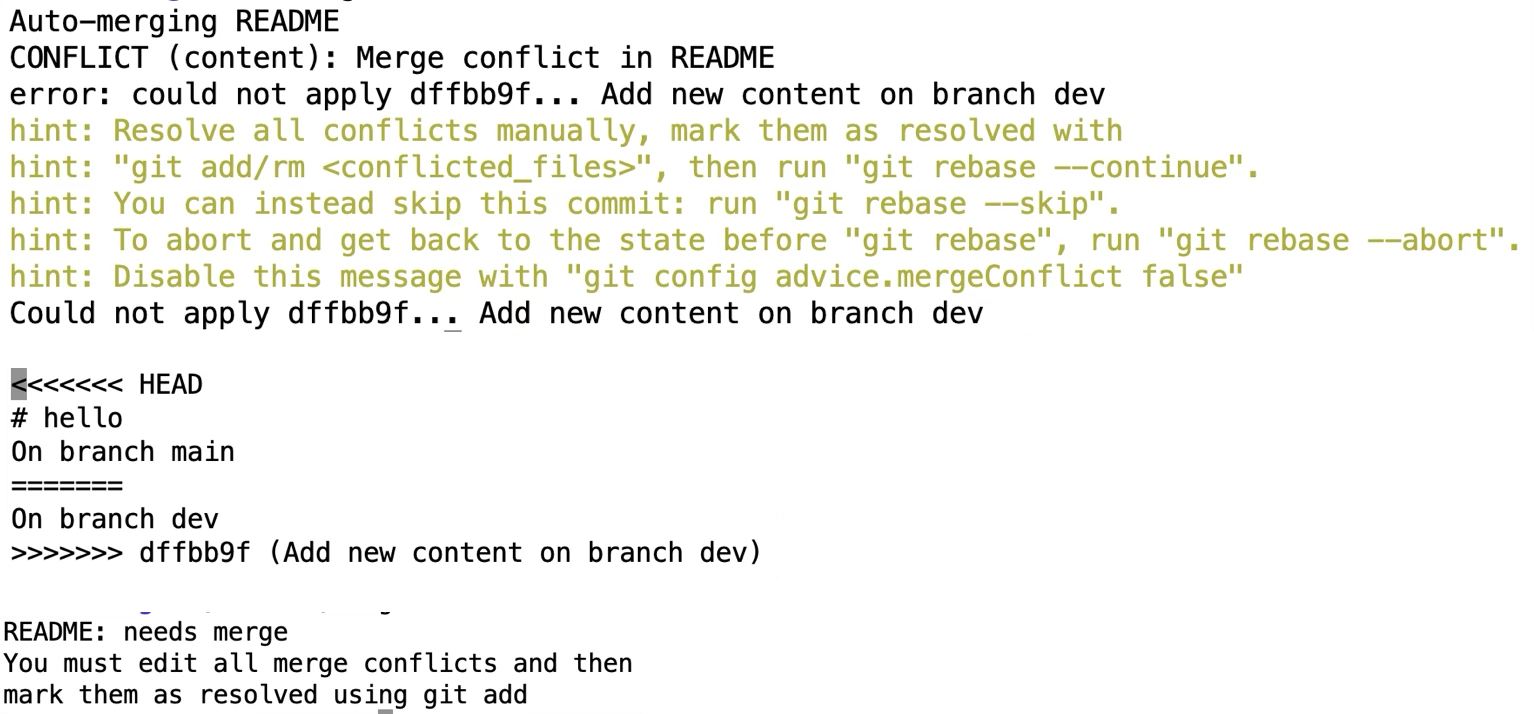 Auto-merging README
CONFLICT (content): Merge conflict in README
error: could not apply dffbb9f... Add new content on branch dev
hint: Resolve all conflicts manually, mark them as resolved with
hint: "git add/rm <conflicted_files>", then run "git rebase --continue".
hint: You can instead skip this commit: run "git rebase --skip".
hint: To abort and get back to the state before "git rebase", run "git rebase --abort".
hint: Disable this message with "git config advice.mergeConflict false"
Could not apply dffbb9f... Add new content on branch dev
<<<<<<< HEAD
# hello
On branch main
=======
On branch dev
>>>>>>> dffbb9f (Add new content on branch dev)
README: needs merge
You must edit all merge conflicts and then
mark them as resolved using git add